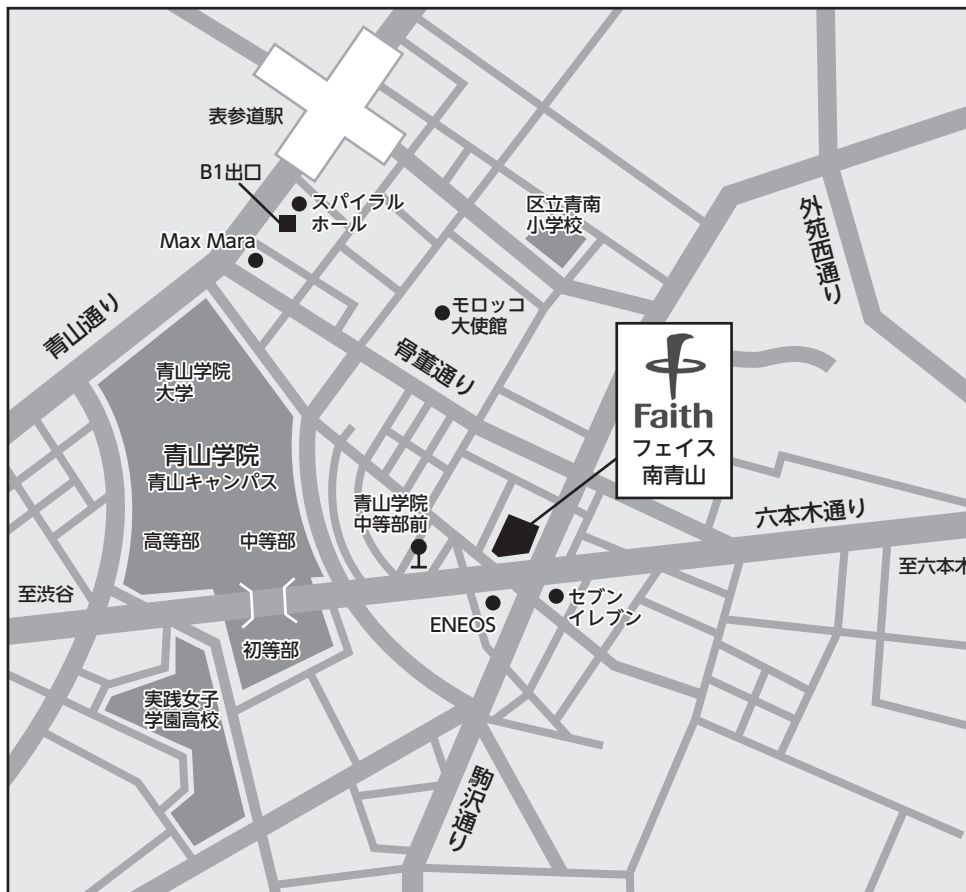 表参道駅
B1出口
スパイラル
ホール
Max Mara
区立青南
小学校
外苑西通り
青山通り
モロッコ
大使館
骨董通り
Faith
フェイス
南青山
青山学院
大学
青山学院
青山キャンパス
高等部
中等部
青山学院
中等部前
六本木通り
至六本木
至渋谷
セブン
イレブン
ENEOS
初等部
実践女子
学園高校
駒沢通り